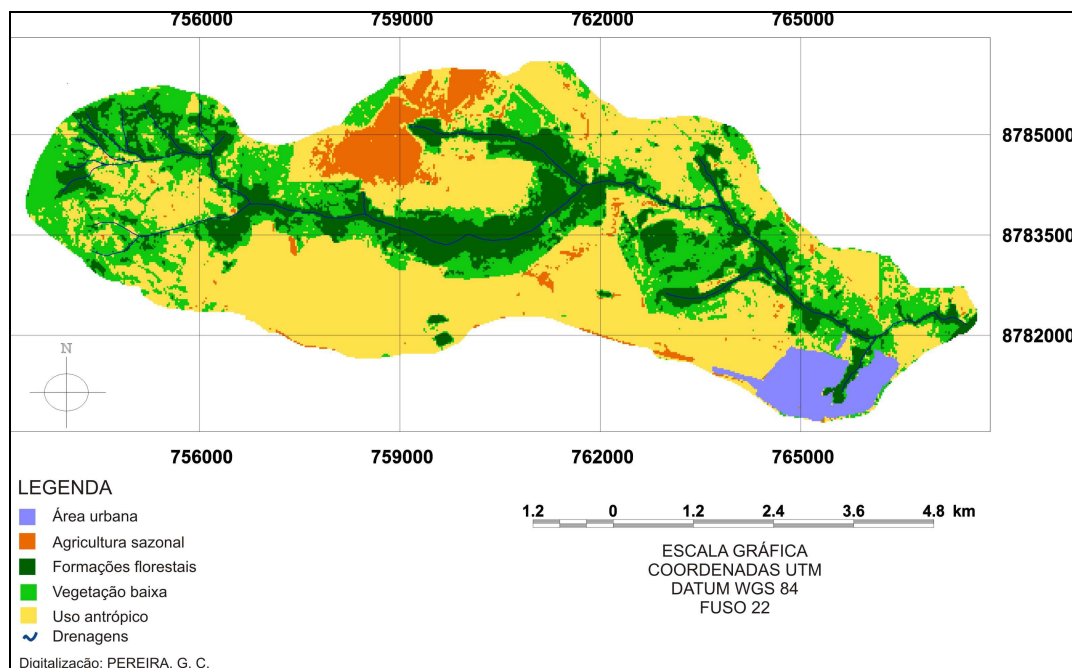 756000 759000 762000 765000
8785000
8783500
8782000
N
756000 759000 762000 765000
LEGENDA
Área urbana
Agricultura sazonal
Formações florestais
Vegetação baixa
Uso antrópico
Drenagens
Digitalização: PEREIRA, G. C.
1.2 0 1.2 2.4 3.6 4.8 km
ESCALA GRÁFICA
COORDENADAS UTM
DATUM WGS 84
FUSO 22